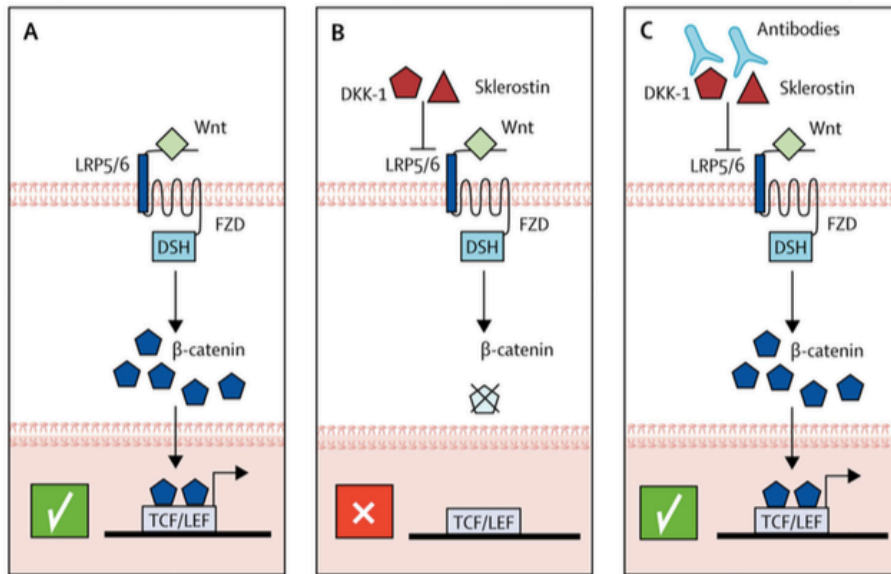 A
Wnt
LRP5/6
FZD
DSH
β-catenin
TCF/LEF
B
DKK-1
Sklerostin
Wnt
LRP5/6
FZD
DSH
β-catenin
TCF/LEF
C
Antibodies
DKK-1
Sklerostin
Wnt
LRP5/6
FZD
DSH
β-catenin
TCF/LEF